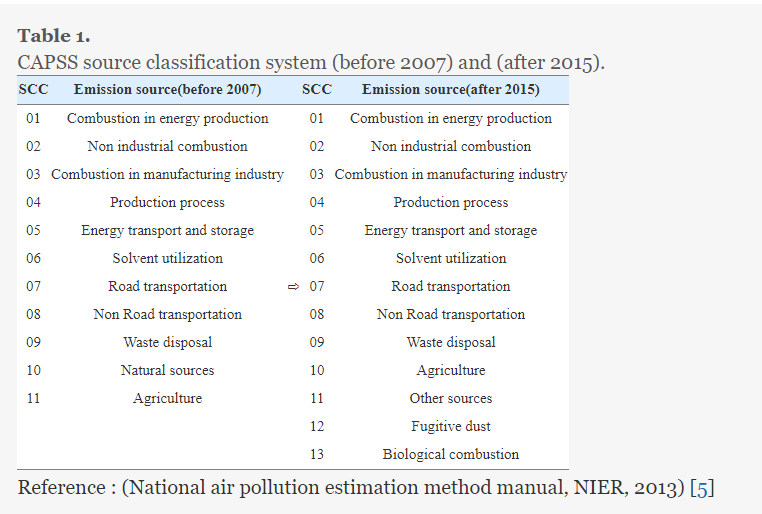 Table 1.
CAPSS source classification system (before 2007) and (after 2015).
SCC Emission source(before 2007) SCC Emission source(after 2015)
01 Combustion in energy production 01 Combustion in energy production
02 Non industrial combustion 02 Non industrial combustion
03 Combustion in manufacturing industry 03 Combustion in manufacturing industry
04 Production process 04 Production process
05 Energy transport and storage 05 Energy transport and storage
06 Solvent utilization 06 Solvent utilization
07 Road transportation ⇨ 07 Road transportation
08 Non Road transportation 08 Non Road transportation
09 Waste disposal 09 Waste disposal
10 Natural sources 10 Agriculture
11 Agriculture 11 Other sources
12 Fugitive dust
13 Biological combustion
Reference : (National air pollution estimation method manual, NIER, 2013) [5]